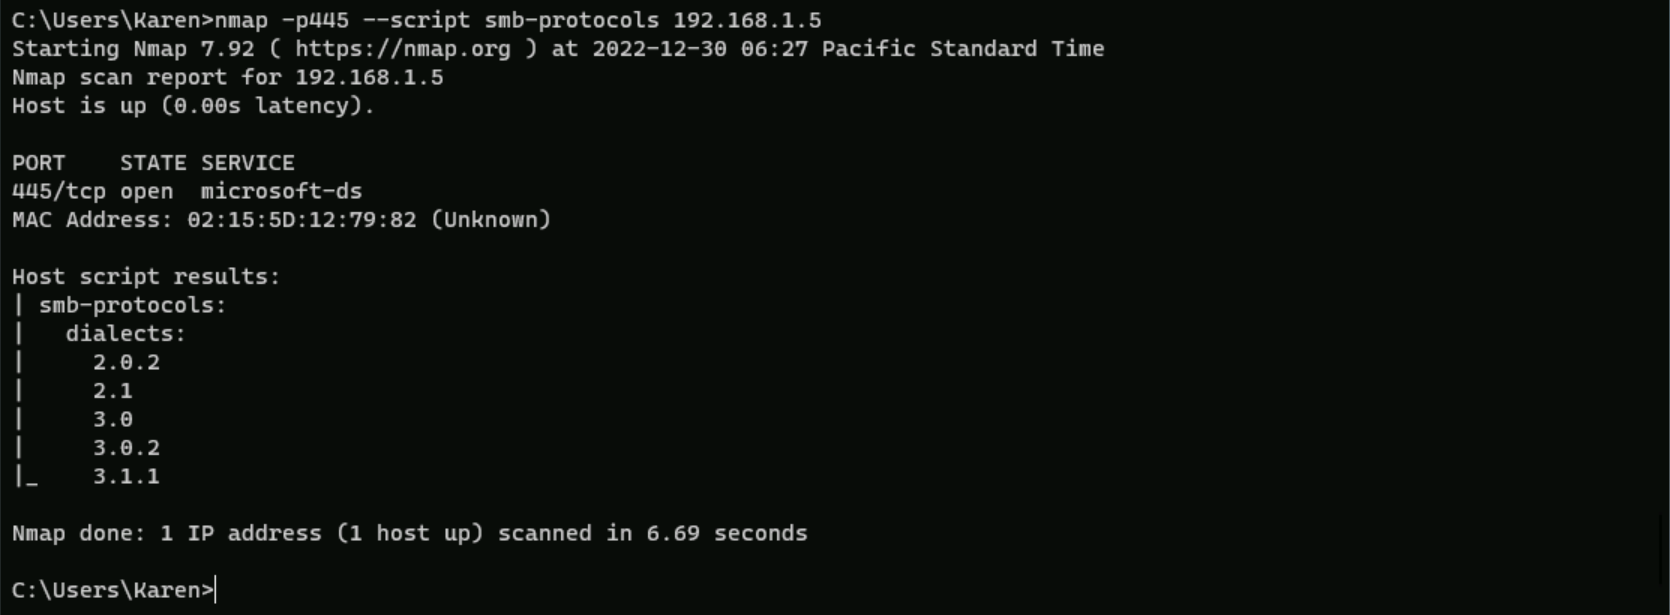 C:\Users\Karen>nmap -p445 --script smb-protocols 192.168.1.5
Starting Nmap 7.92 ( https://nmap.org ) at 2022-12-30 06:27 Pacific Standard Time
Nmap scan report for 192.168.1.5
Host is up (0.00s latency).

PORT    STATE SERVICE
445/tcp open  microsoft-ds
MAC Address: 02:15:5D:12:79:82 (Unknown)

Host script results:
| smb-protocols:
|   dialects:
|     2.0.2
|     2.1
|     3.0
|     3.0.2
|_    3.1.1

Nmap done: 1 IP address (1 host up) scanned in 6.69 seconds

C:\Users\Karen>